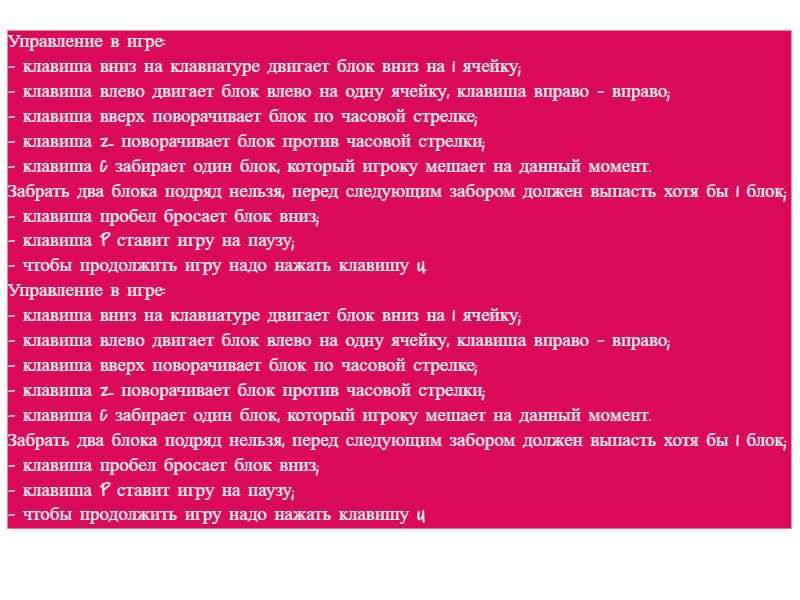 Управление в игре:
- клавиша вниз на клавиатуре двигает блок вниз на 1 ячейку;
- клавиша влево двигает блок влево на одну ячейку, клавиша вправо - вправо;
- клавиша вверх поворачивает блок по часовой стрелке;
- клавиша Z поворачивает блок против часовой стрелки;
- клавиша C забирает один блок, который игроку мешает на данный момент.
Забрать два блока подряд нельзя, перед следующим забором должен выпасть хотя бы 1 блок;
- клавиша пробел бросает блок вниз;
- клавиша P ставит игру на паузу;
- чтобы продолжить игру надо нажать клавишу U.
Управление в игре:
- клавиша вниз на клавиатуре двигает блок вниз на 1 ячейку;
- клавиша влево двигает блок влево на одну ячейку, клавиша вправо - вправо;
- клавиша вверх поворачивает блок по часовой стрелке;
- клавиша Z поворачивает блок против часовой стрелки;
- клавиша C забирает один блок, который игроку мешает на данный момент.
Забрать два блока подряд нельзя, перед следующим забором должен выпасть хотя бы 1 блок;
- клавиша пробел бросает блок вниз;
- клавиша P ставит игру на паузу;
- чтобы продолжить игру надо нажать клавишу U